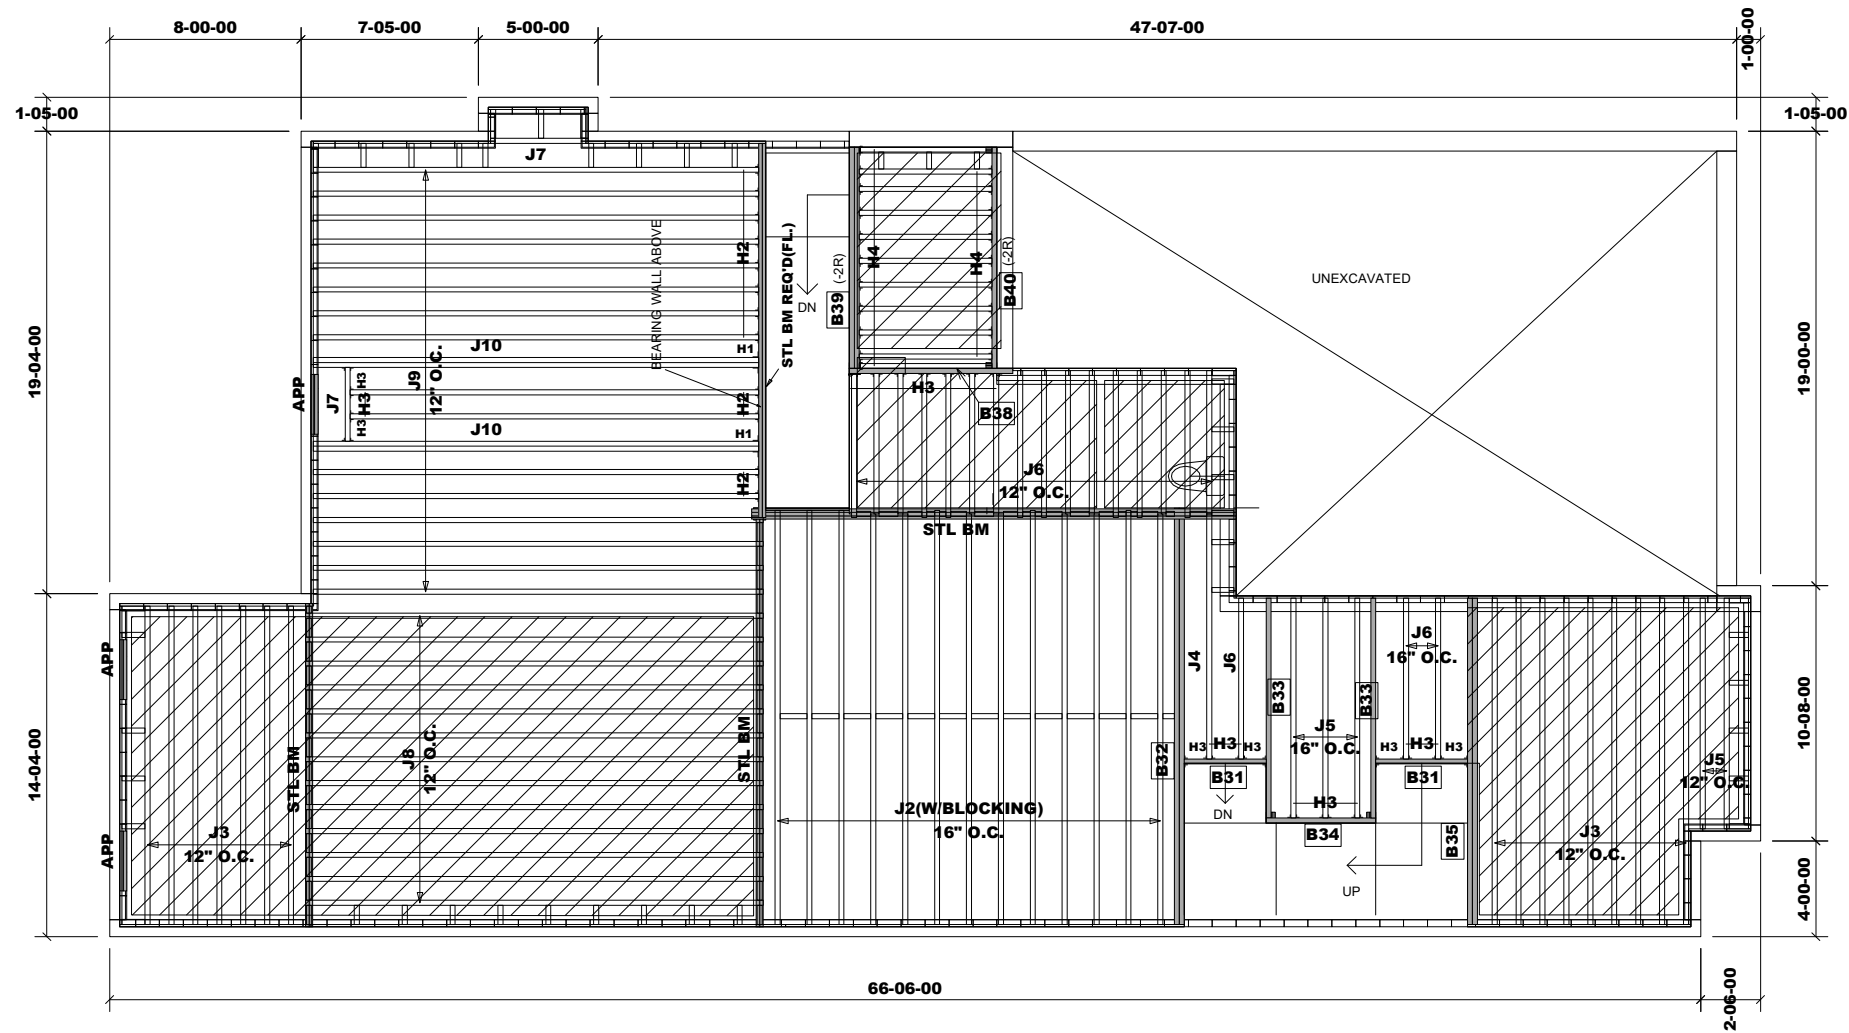 8-00-00
7-05-00
5-00-00
47-07-00
1-00-00
1-05-00
1-05-00
J7
STL BM REQ'D(FL.)
BEARING WALL ABOVE
H2
H4
H4
(-2R)
(-2R)
B39
B40
DN
UNEXCAVATED
19-04-00
19-00-00
J10
H1
J9
12" O.C.
APP
J7
H3
H3
H3
H2
H3
B38
J10
H1
H2
J6
12" O.C.
STL BM
J6
16" O.C.
J4
J6
B33
B33
APP
14-04-00
10-08-00
J8
12" O.C.
STL BM
STL BM
B32
J5
16" O.C.
H3
H3
H3
H3
H3
H3
B31
B31
J5
12" O.C.
J2(W/BLOCKING)
16" O.C.
DN
H3
B34
B35
J3
12" O.C.
J3
12" O.C.
APP
UP
4-00-00
66-06-00
2-06-00